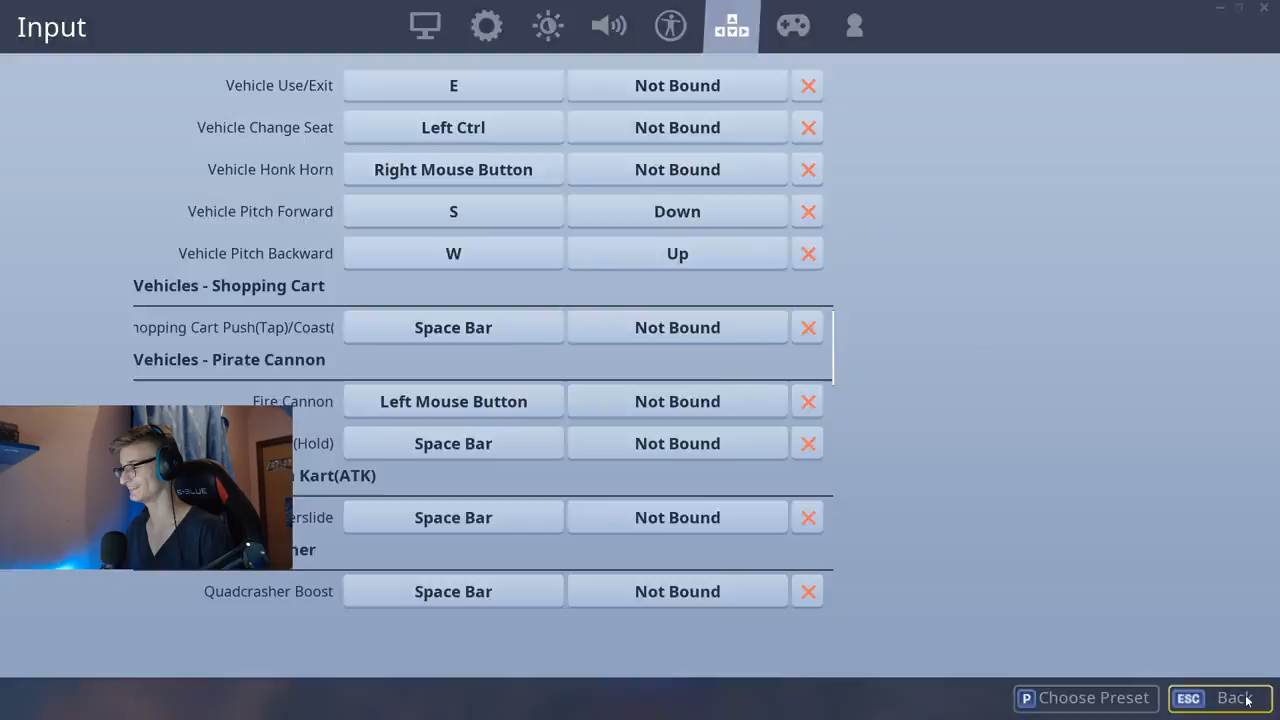 Input
Vehicle Use/Exit E Not Bound
Vehicle Change Seat Left Ctrl Not Bound
Vehicle Honk Horn Right Mouse Button Not Bound
Vehicle Pitch Forward S Down
Vehicle Pitch Backward W Up
Vehicles - Shopping Cart
hopping Cart Push(Tap)/Coast( Space Bar Not Bound
Vehicles - Pirate Cannon
Fire Cannon Left Mouse Button Not Bound
(Hold) Space Bar Not Bound
Kart(ATK)
erslide Space Bar Not Bound
her
Quadcrasher Boost Space Bar Not Bound
E-BLUE
P Choose Preset ESC Back